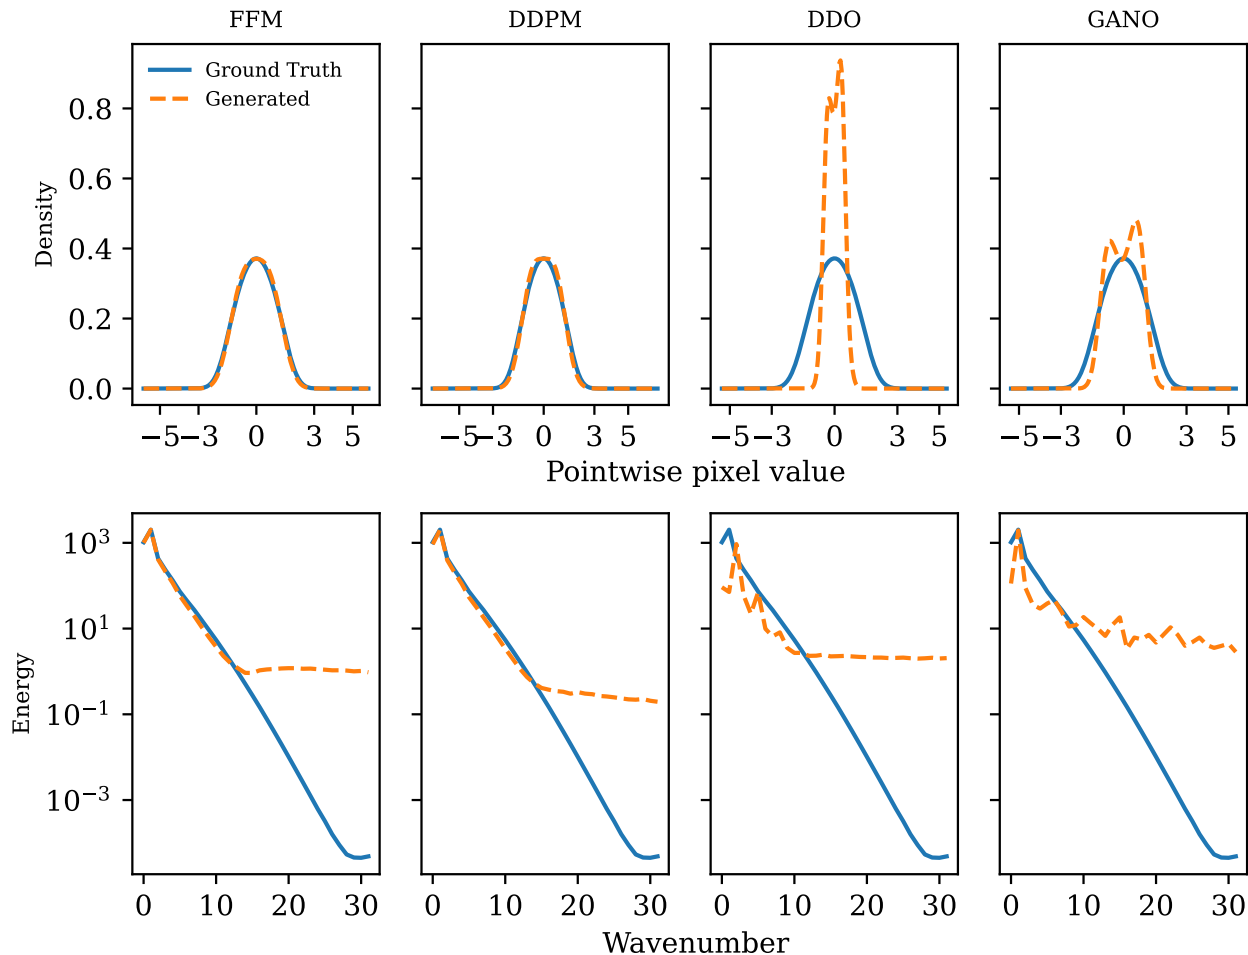 FFM DDPM DDO GANO
Ground Truth
Generated
0.8
0.6
0.4
0.2
0.0
Density
−5 −3 0 3 5 −5 −3 0 3 5 −5 −3 0 3 5 −5 −3 0 3 5
Pointwise pixel value
10³
10¹
10⁻¹
10⁻³
Energy
0 10 20 30 0 10 20 30 0 10 20 30 0 10 20 30
Wavenumber